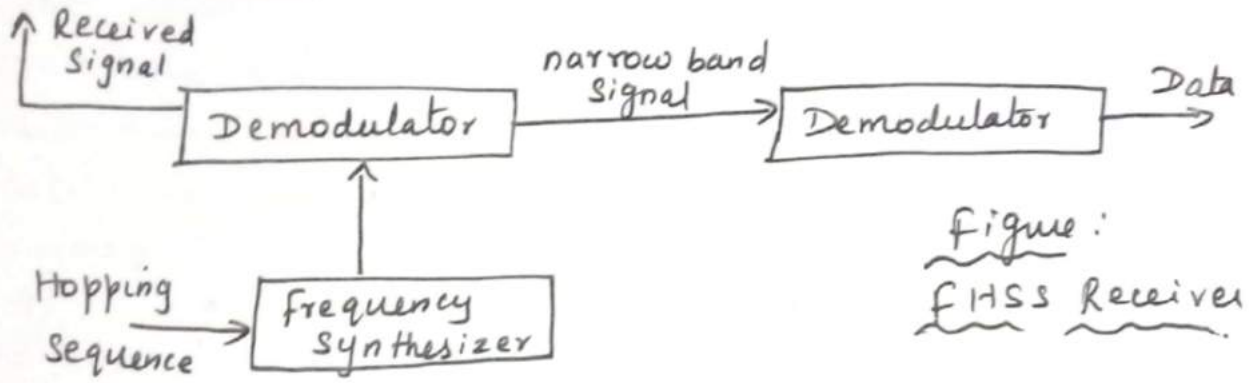 Received
Signal
narrow band
Signal
Data
Demodulator
Demodulator
Figure:
FHSS Receiver
Hopping
Sequence
frequency
Synthesizer